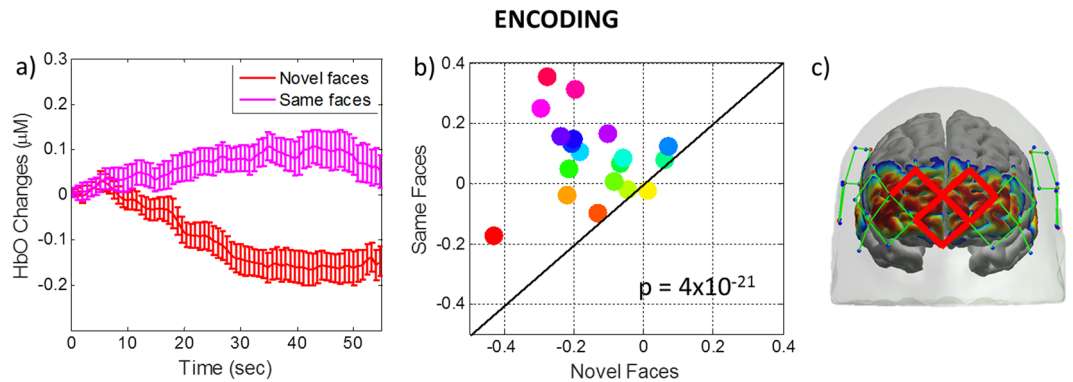 ENCODING
a)
0.3
0.2
0.1
0
-0.1
-0.2
HbO Changes (μM)
Novel faces
Same faces
0 10 20 30 40 50
Time (sec)
b)
0.4
0.2
0
-0.2
-0.4
Same Faces
p = 4x10-21
-0.4 -0.2 0 0.2 0.4
Novel Faces
c)